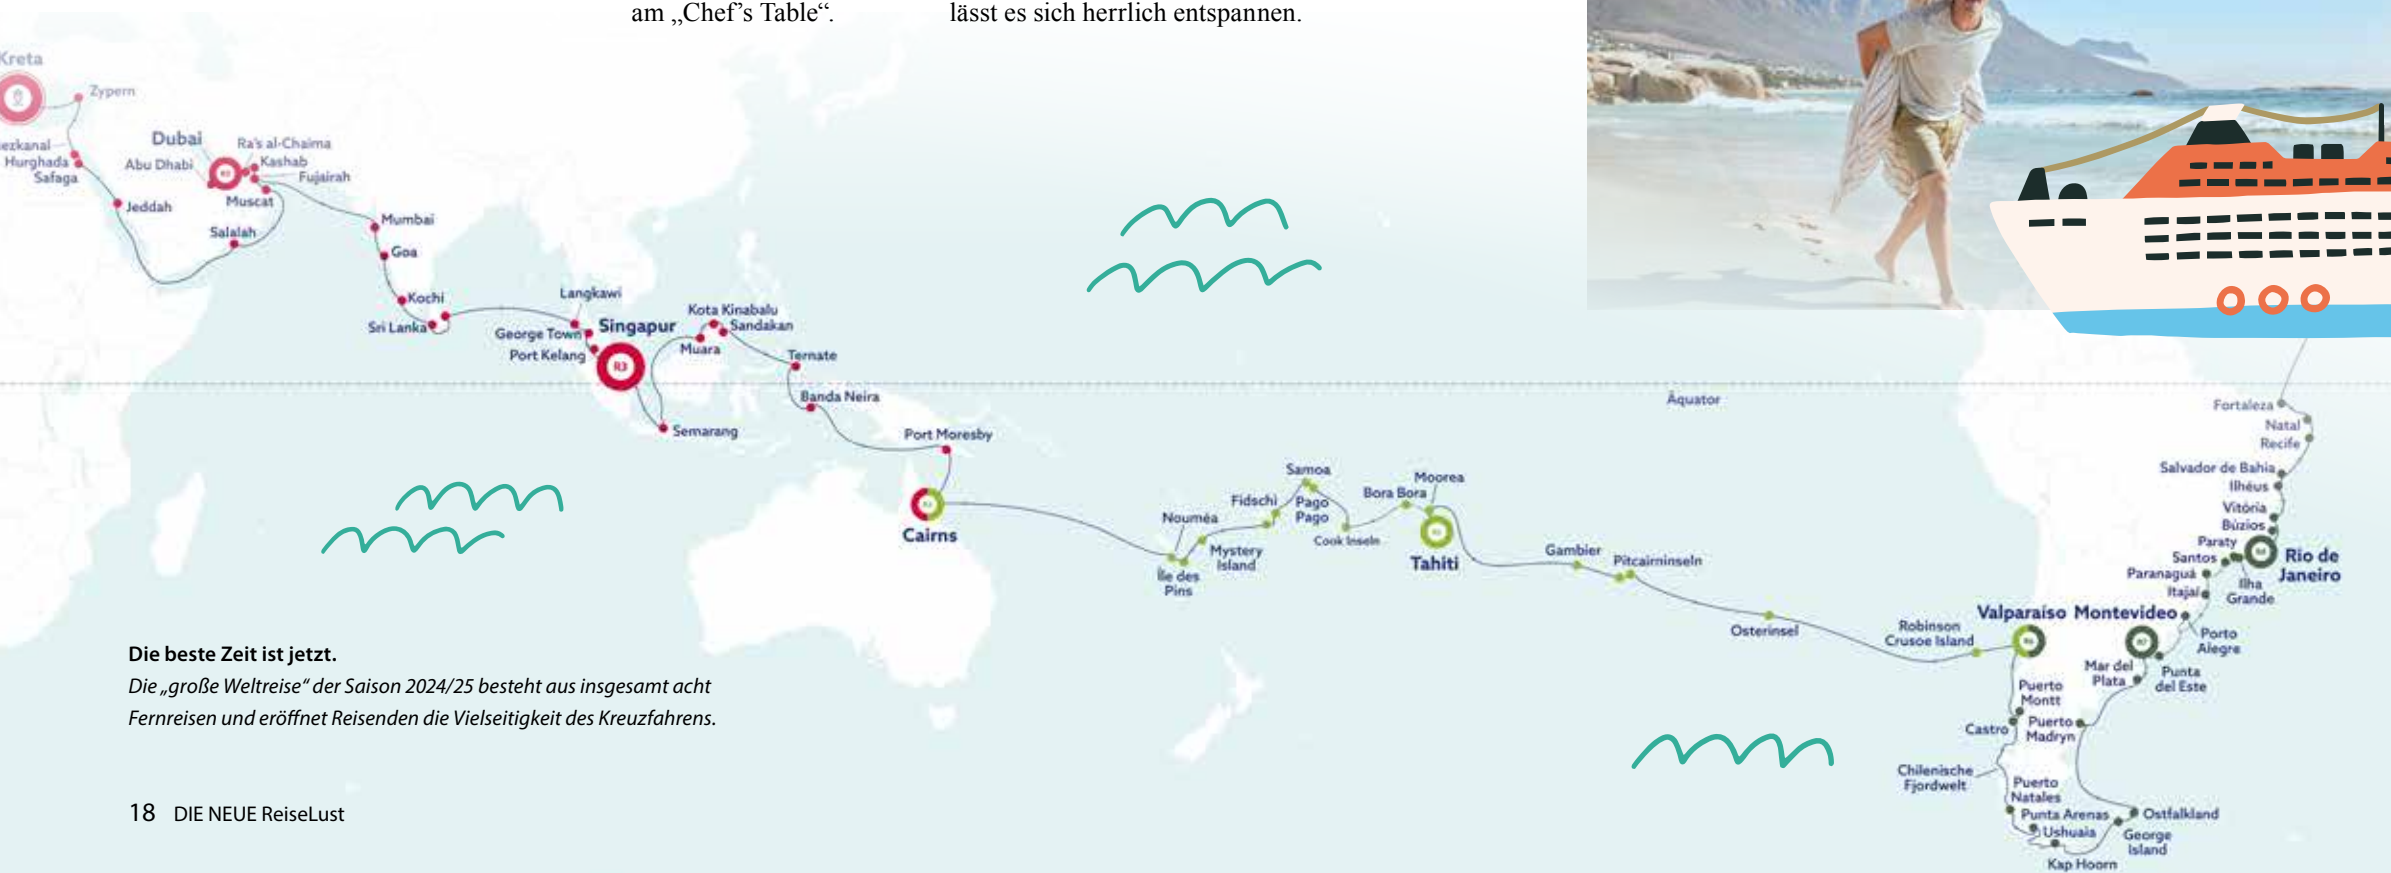 am „Chef’s Table“.
lässt es sich herrlich entspannen.
Kreta
Zypern
ezkanal
Hurghada
Safaga
Jeddah
Dubai
Abu Dhabi
Ra's al-Chaima
Kashab
Fujairah
Muscat
Salalah
Mumbai
Goa
Kochi
Sri Lanka
Langkawi
George Town
Port Kelang
Singapur
R3
Semarang
Muara
Kota Kinabalu
Sandakan
Ternate
Banda Neira
Port Moresby
Cairns
Nouméa
Île des
Pins
Mystery
Island
Fidschi
Samoa
Pago
Pago
Cook Inseln
Bora Bora
Moorea
Tahiti
Äquator
Gambier
Pitcairninseln
Osterinsel
Robinson
Crusoe Island
Valparaíso
Montevideo
Fortaleza
Natal
Recife
Salvador de Bahia
Ilhéus
Vitória
Búzios
Rio de
Janeiro
Paraty
Santos
Ilha
Grande
Paranaguá
Itajaí
Porto
Alegre
Punta
del Este
Mar del
Plata
Puerto
Montt
Castro
Puerto
Madryn
Chilenische
Fjordwelt
Puerto
Natales
Punta Arenas
Ushuaia
Kap Hoorn
George
Island
Ostfalkland
Die beste Zeit ist jetzt.
Die „große Weltreise“ der Saison 2024/25 besteht aus insgesamt acht
Fernreisen und eröffnet Reisenden die Vielseitigkeit des Kreuzfahrens.
18 DIE NEUE ReiseLust